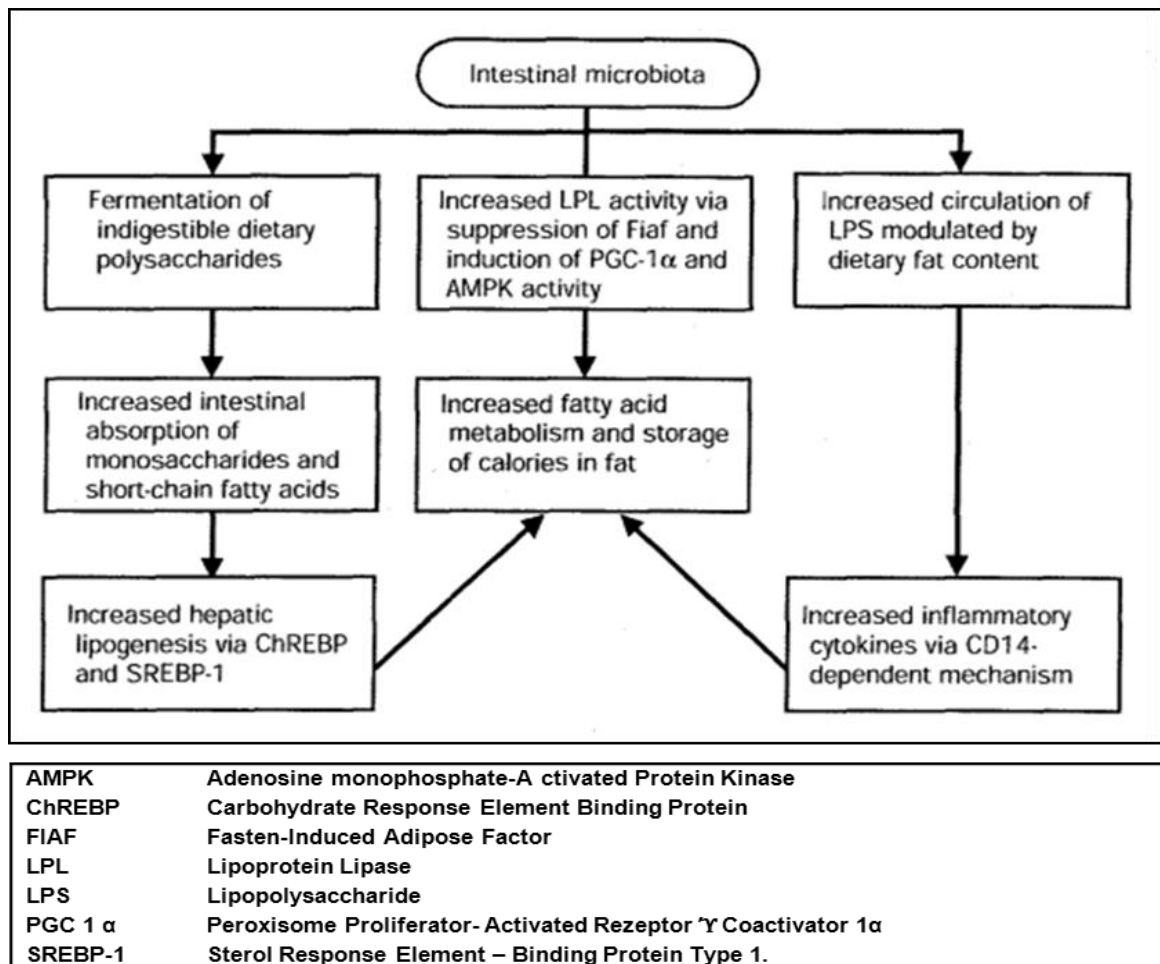 Intestinal microbiota
Fermentation of
indigestible dietary
polysaccharides
Increased LPL activity via
suppression of Fiaf and
induction of PGC-1α and
AMPK activity
Increased circulation of
LPS modulated by
dietary fat content
Increased intestinal
absorption of
monosaccharides and
short-chain fatty acids
Increased fatty acid
metabolism and storage
of calories in fat
Increased hepatic
lipogenesis via ChREBP
and SREBP-1
Increased inflammatory
cytokines via CD14-
dependent mechanism
AMPK Adenosine monophosphate-A ctivated Protein Kinase
ChREBP Carbohydrate Response Element Binding Protein
FIAF Fasten-Induced Adipose Factor
LPL Lipoprotein Lipase
LPS Lipopolysaccharide
PGC 1 α Peroxisome Proliferator- Activated Rezeptor ϒ Coactivator 1α
SREBP-1 Sterol Response Element – Binding Protein Type 1.